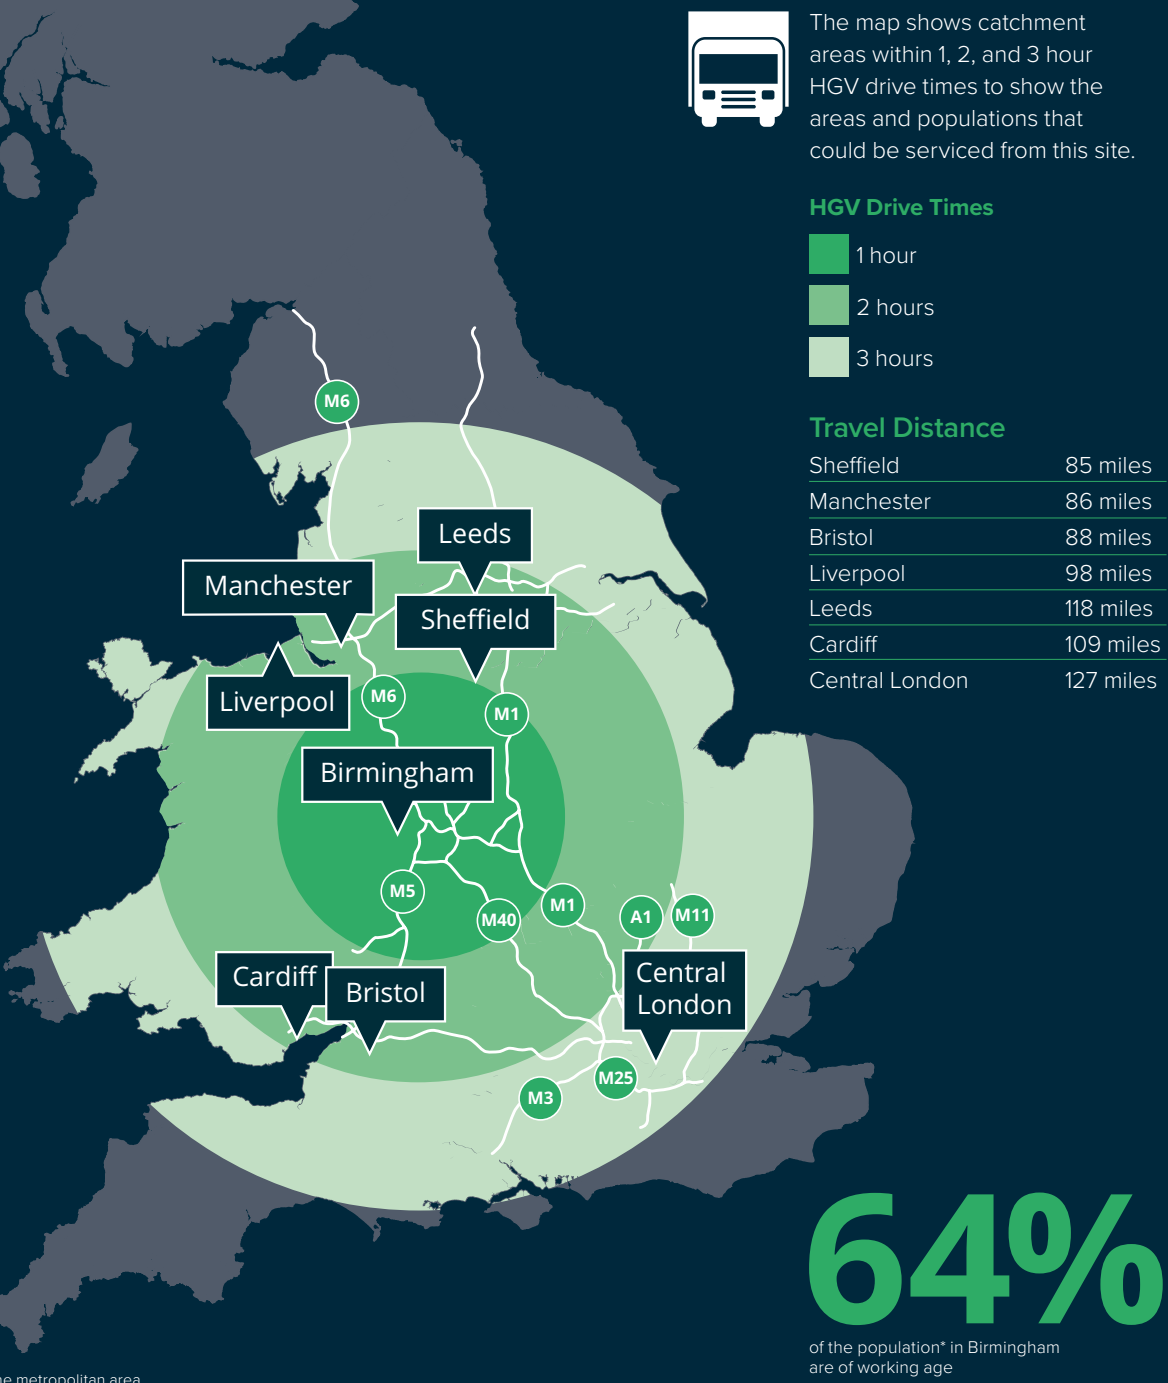 The map shows catchment
areas within 1, 2, and 3 hour
HGV drive times to show the
areas and populations that
could be serviced from this site.
HGV Drive Times
1 hour
2 hours
3 hours
Travel Distance
Sheffield 85 miles
Manchester 86 miles
Bristol 88 miles
Liverpool 98 miles
Leeds 118 miles
Cardiff 109 miles
Central London 127 miles
M6
Leeds
Manchester
Sheffield
Liverpool
M6
M1
Birmingham
M5
M40
M1
A1
M11
Cardiff
Bristol
Central
London
M25
M3
64%
of the population* in Birmingham
are of working age
metropolitan area